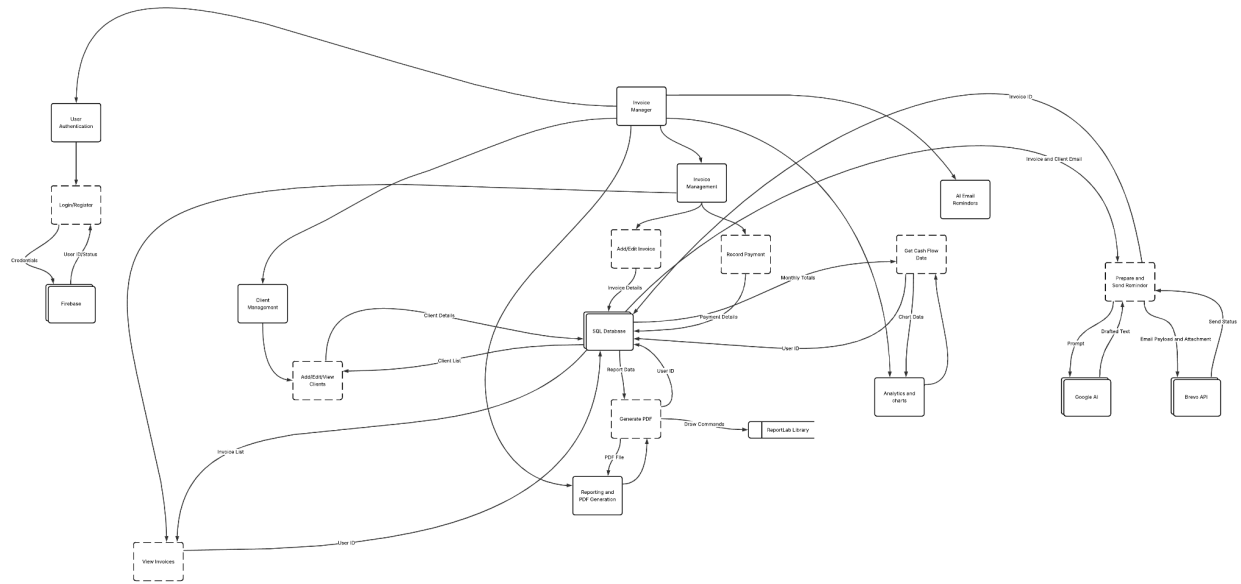 Invoice
Manager
Invoice ID
User
Authentication
Invoice and Client Email
Invoice
Management
AI Email
Reminders
Login/Register
Add/Edit Invoice
Record Payment
Get Cash Flow
Data
Credentials
User ID/Status
Monthly Totals
Prepare and
Send Reminder
Invoice Details
Firebase
Client
Management
Client Details
Payment Details
Chart Data
Send Status
SQL Database
Drafted Text
Prompt
Email Payload and Attachment
User ID
Client List
Report Data
User ID
Add/Edit/View
Clients
Analytics and
charts
Google AI
Brevo API
Generate PDF
Draw Commands
ReportLab Library
Invoice List
PDF File
Reporting and
PDF Generation
User ID
View Invoices